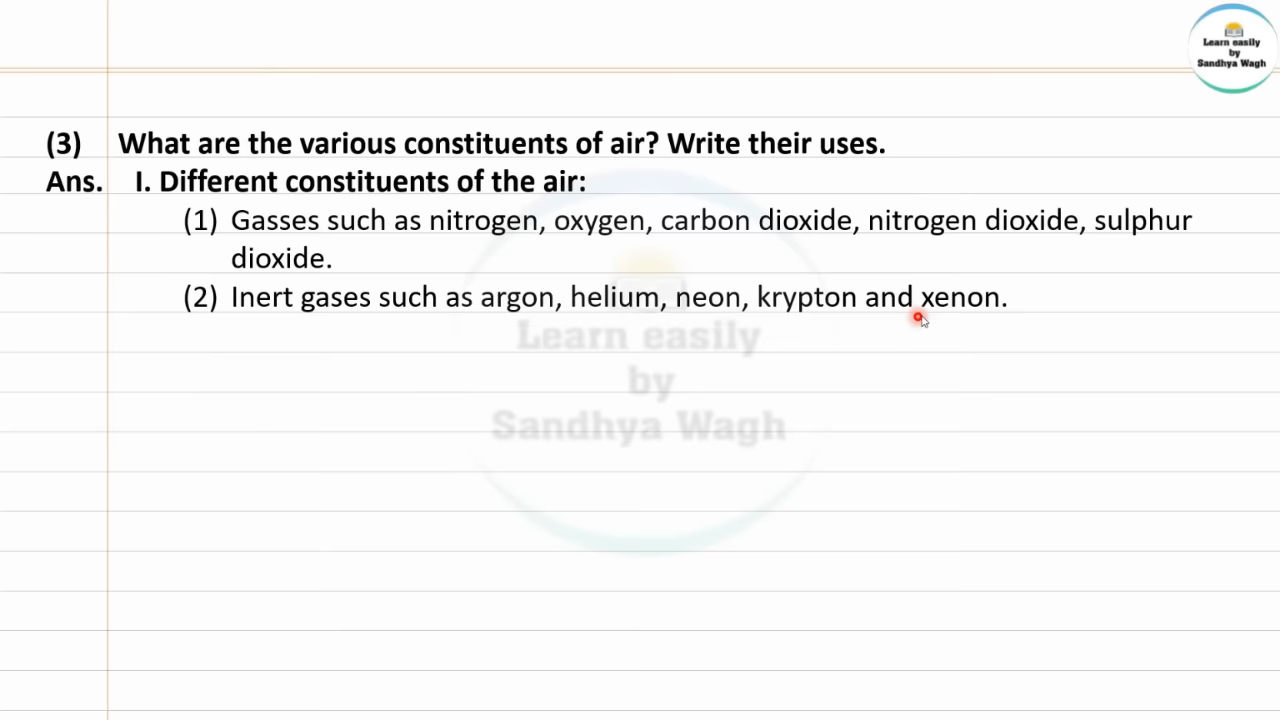 Learn easily
by
Sandhya Wagh
(3) What are the various constituents of air? Write their uses.
Ans. I. Different constituents of the air:
(1) Gasses such as nitrogen, oxygen, carbon dioxide, nitrogen dioxide, sulphur
dioxide.
(2) Inert gases such as argon, helium, neon, krypton and xenon.
Learn easily
by
Sandhya Wagh